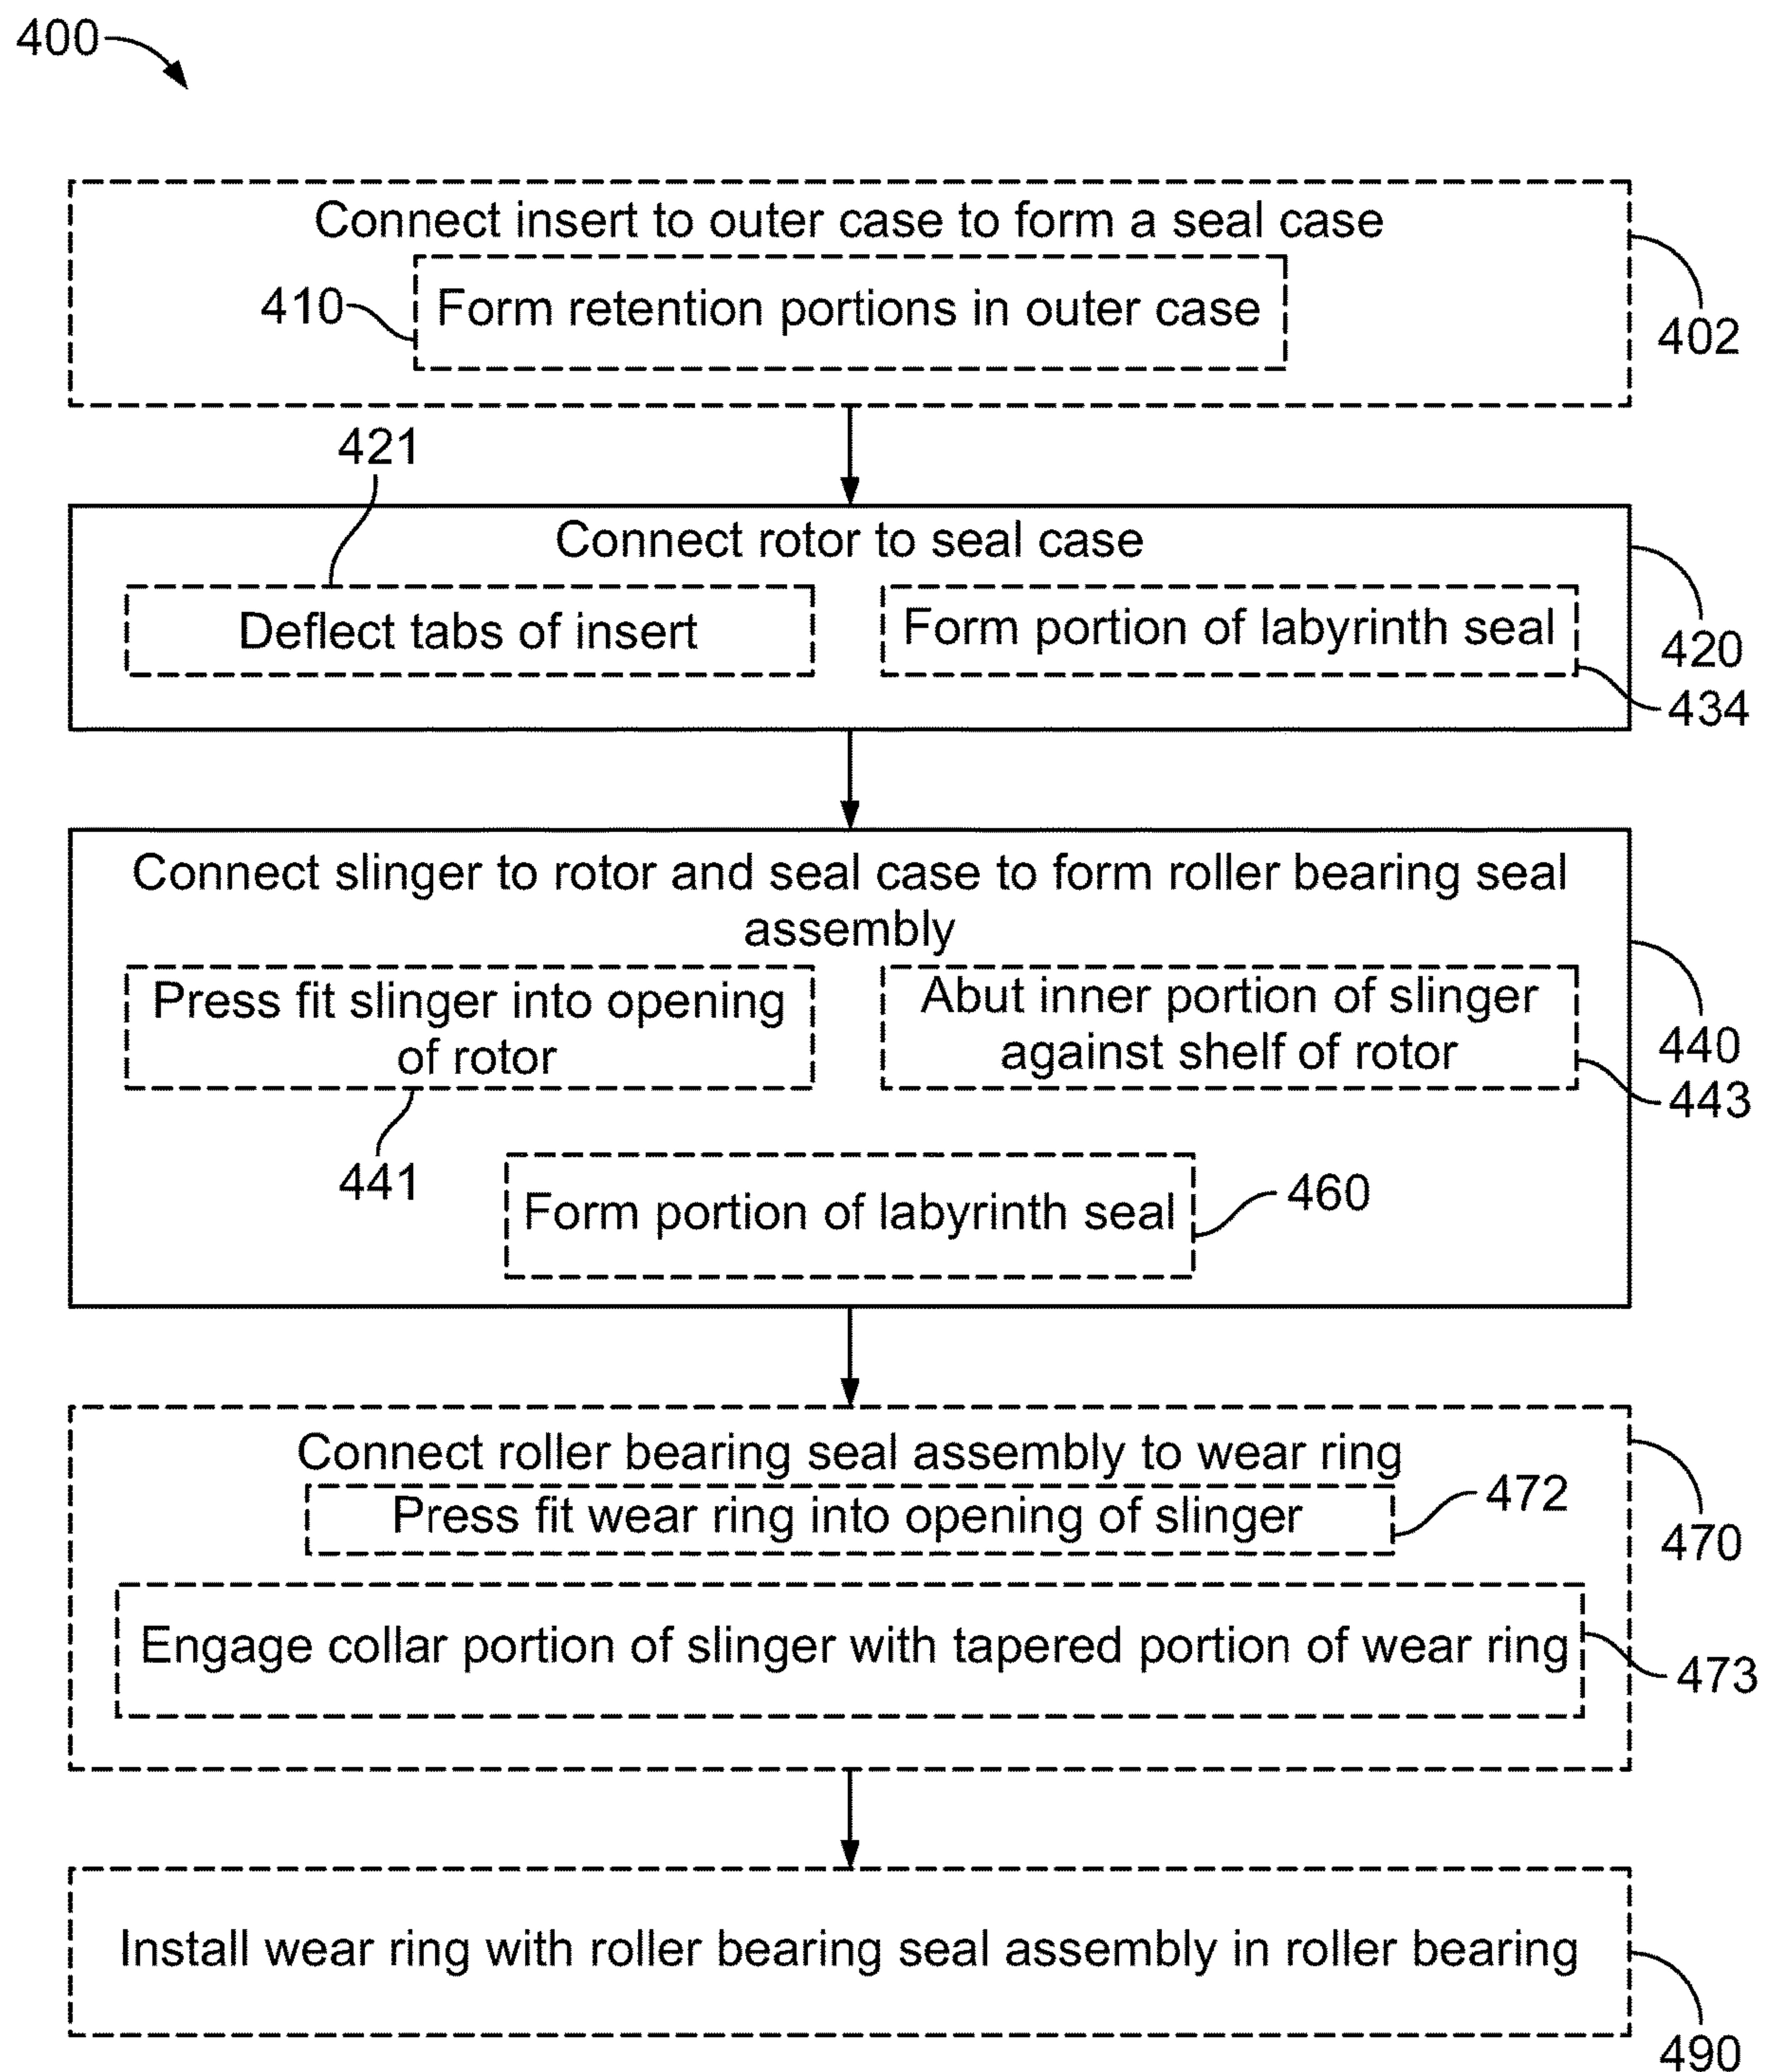 400
Connect insert to outer case to form a seal case
410
Form retention portions in outer case
402
421
Connect rotor to seal case
Deflect tabs of insert
Form portion of labyrinth seal
420
434
Connect slinger to rotor and seal case to form roller bearing seal
assembly
Press fit slinger into opening
of rotor
Abut inner portion of slinger
against shelf of rotor
440
443
441
Form portion of labyrinth seal
460
Connect roller bearing seal assembly to wear ring
Press fit wear ring into opening of slinger
472
470
Engage collar portion of slinger with tapered portion of wear ring
473
Install wear ring with roller bearing seal assembly in roller bearing
490